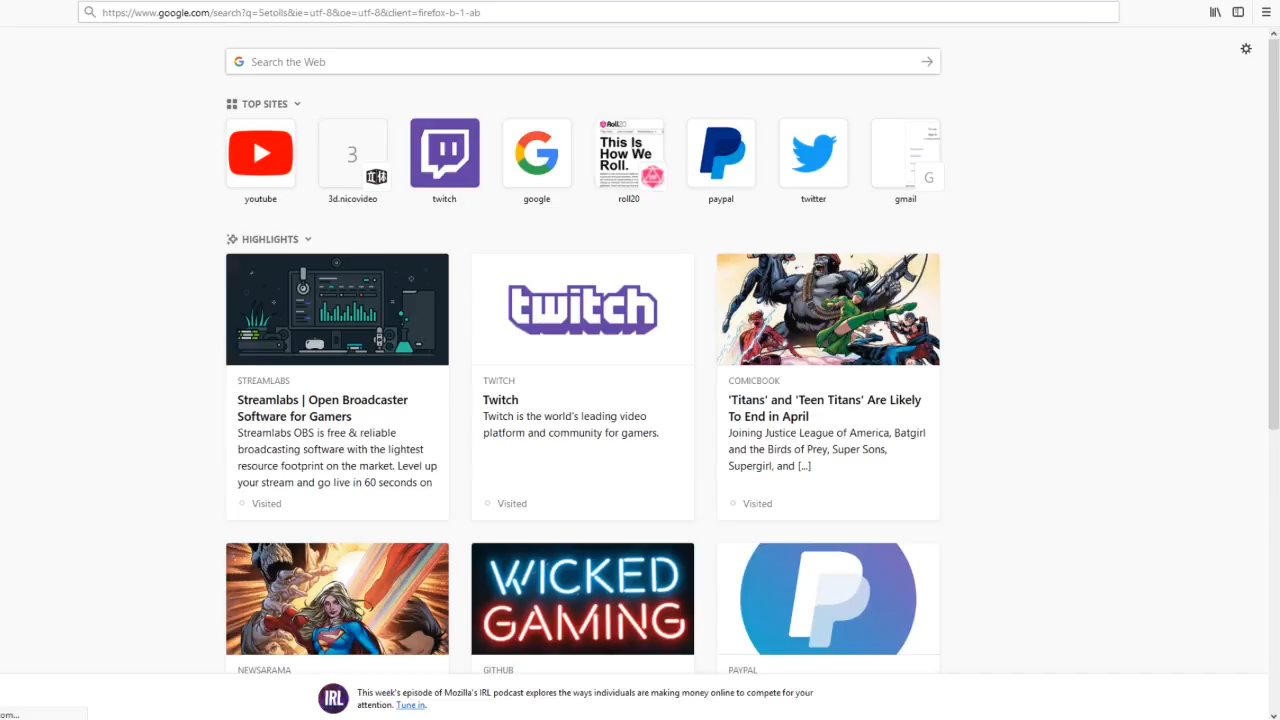 https://www.google.com/search?q=5etolls&ie=utf-8&oe=utf-8&client=firefox-b-1-ab
Search the Web
TOP SITES
3
Roll20
This Is
How We
Roll.
G
youtube
3d.nicovideo
twitch
google
roll20
paypal
twitter
gmail
HIGHLIGHTS
twitch
STREAMLABS
Streamlabs | Open Broadcaster
Software for Gamers
Streamlabs OBS is free & reliable
broadcasting software with the lightest
resource footprint on the market. Level up
your stream and go live in 60 seconds on
Visited
TWITCH
Twitch
Twitch is the world's leading video
platform and community for gamers.
Visited
COMICBOOK
'Titans' and 'Teen Titans' Are Likely
To End in April
Joining Justice League of America, Batgirl
and the Birds of Prey, Super Sons,
Supergirl, and [...]
Visited
WICKED
GAMING
NEWSARAMA
GITHUB
PAYPAL
IRL
This week's episode of Mozilla's IRL podcast explores the ways individuals are making money online to compete for your
attention. Tune in.
om...